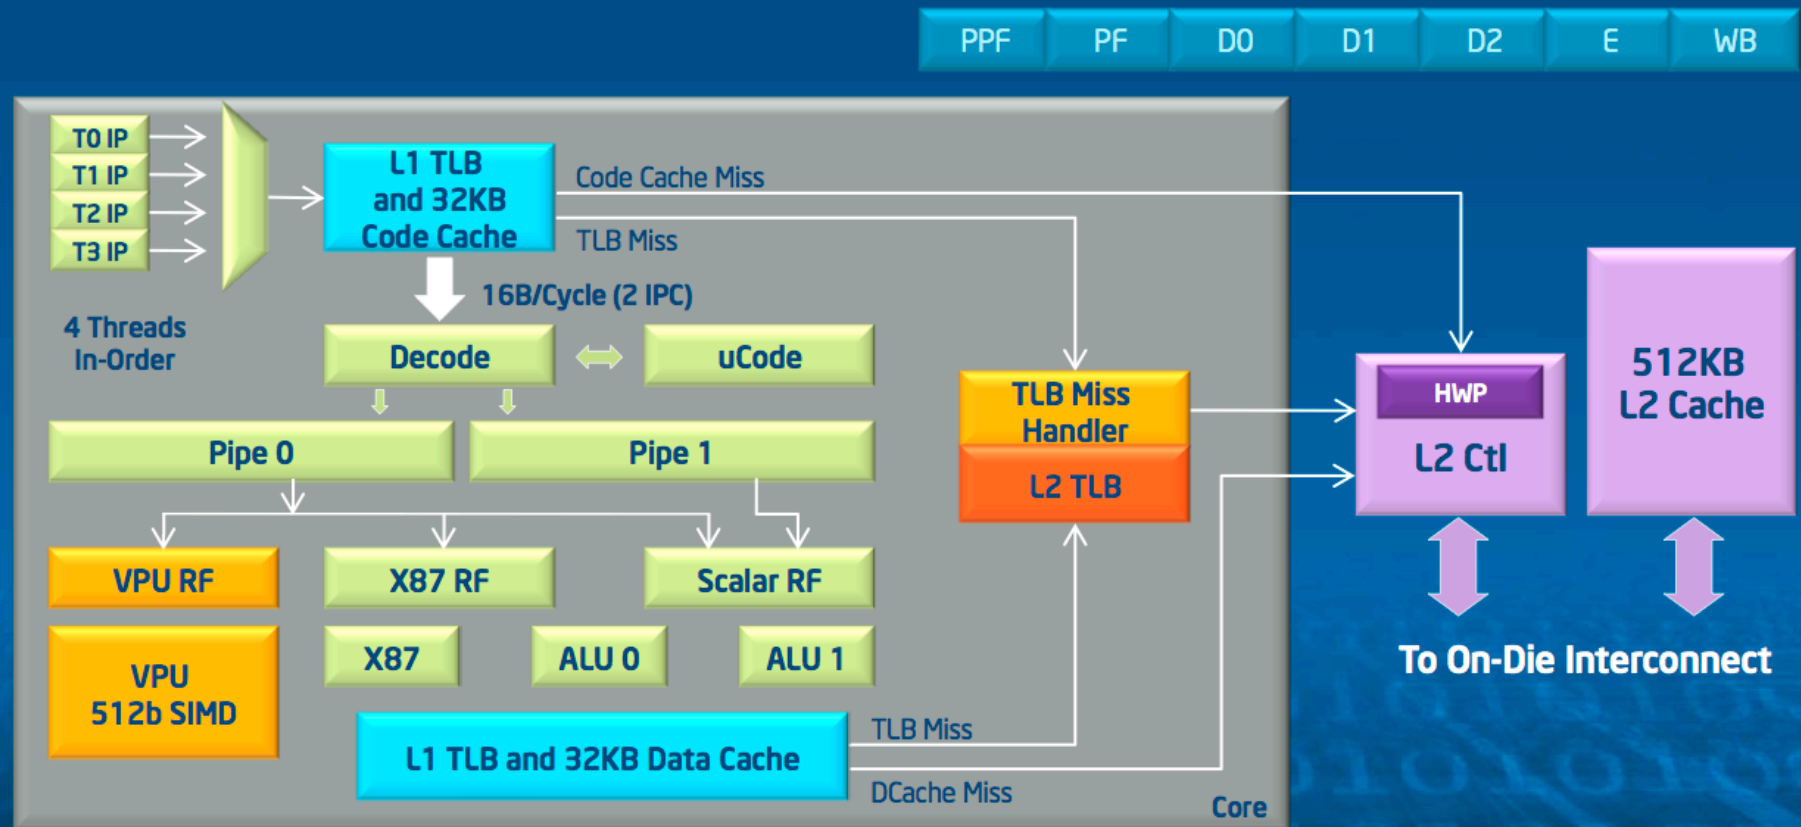 PPF PF D0 D1 D2 E WB
T0 IP
T1 IP
T2 IP
T3 IP
4 Threads
In-Order
L1 TLB
and 32KB
Code Cache
Code Cache Miss
TLB Miss
16B/Cycle (2 IPC)
Decode
uCode
Pipe 0
Pipe 1
VPU RF
X87 RF
Scalar RF
VPU
512b SIMD
X87
ALU 0
ALU 1
L1 TLB and 32KB Data Cache
TLB Miss
DCache Miss
TLB Miss
Handler
L2 TLB
Core
HWP
L2 Ctl
512KB
L2 Cache
To On-Die Interconnect